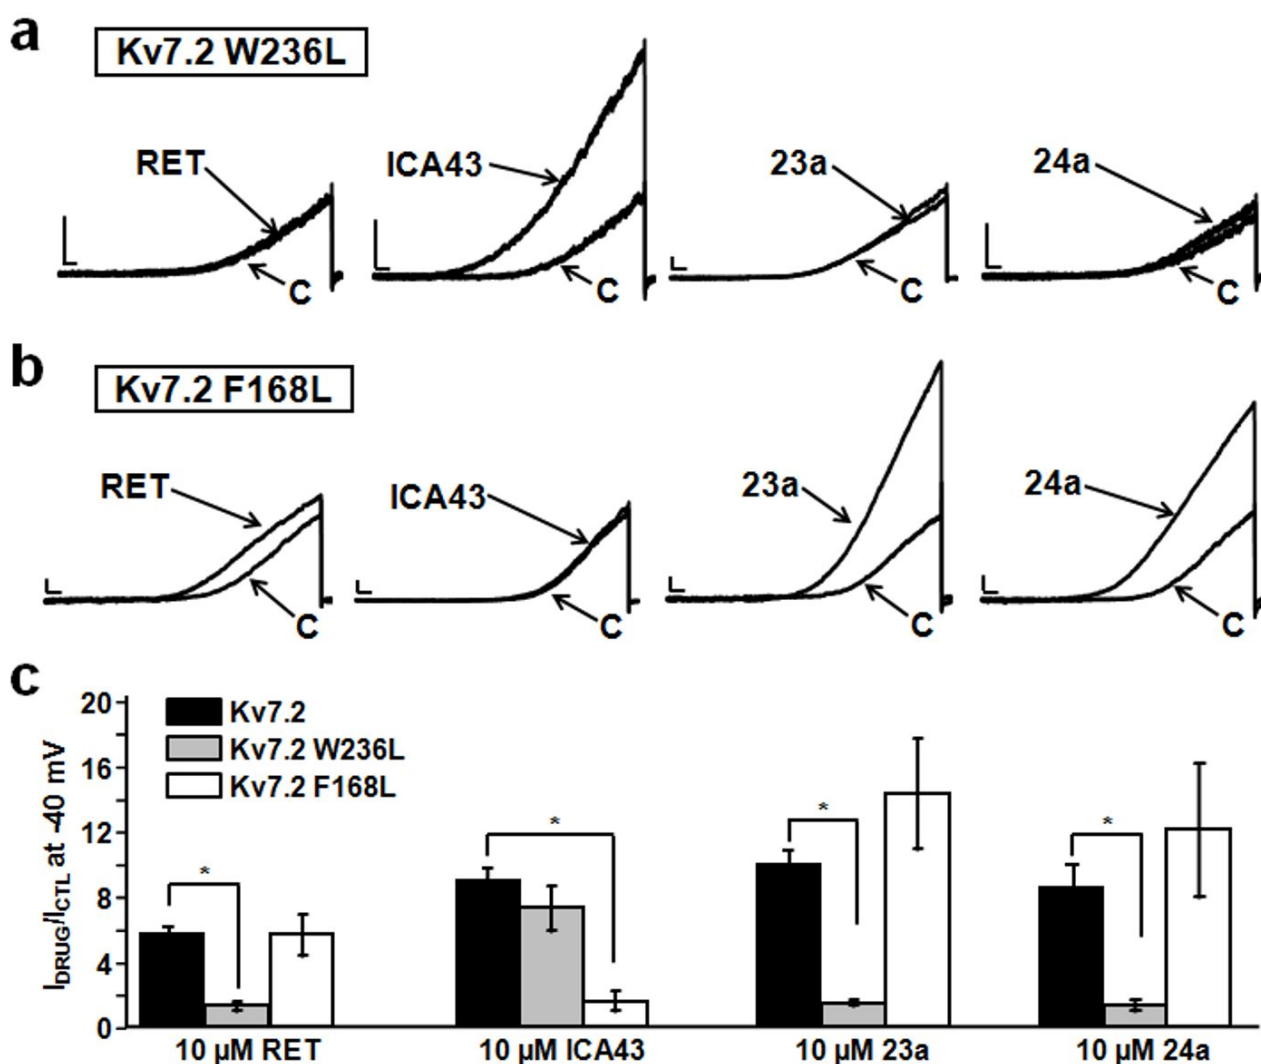 a
Kv7.2 W236L
RET
ICA43
23a
24a
C
C
C
C
b
Kv7.2 F168L
RET
ICA43
23a
24a
C
C
C
C
c
I_DRUG/I_CTL at -40 mV
20
16
12
8
4
0
Kv7.2
Kv7.2 W236L
Kv7.2 F168L
*
*
*
*
10 µM RET
10 µM ICA43
10 µM 23a
10 µM 24a